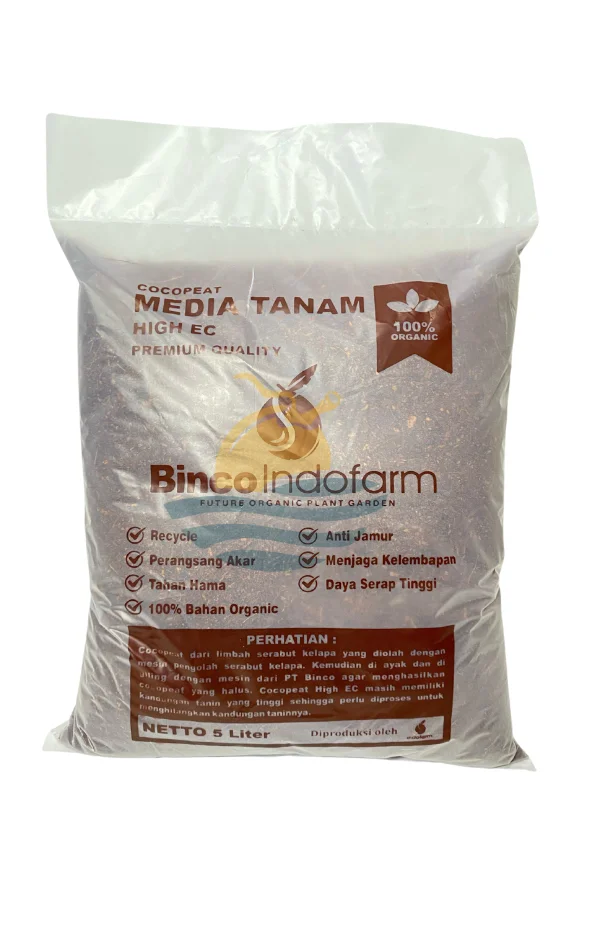 COCOPEAT
MEDIA TANAM
HIGH EC
PREMIUM QUALITY
100%
ORGANIC
BincoIndofarm
FUTURE ORGANIC PLANT GARDEN
Recycle
Perangsang Akar
Tahan Hama
100% Bahan Organic
Anti Jamur
Menjaga Kelembapan
Daya Serap Tinggi
PERHATIAN :
Cocopeat dari limbah serabut kelapa yang diolah dengan
mesin pengolah serabut kelapa. Kemudian di ayak dan di
giling dengan mesin dari PT Binco agar menghasilkan
cocopeat yang halus. Cocopeat High EC masih memiliki
kandungan tanin yang tinggi sehingga perlu diproses untuk
menghilangkan kandungan taninnya.
NETTO 5 Liter
Diproduksi oleh
indofarm